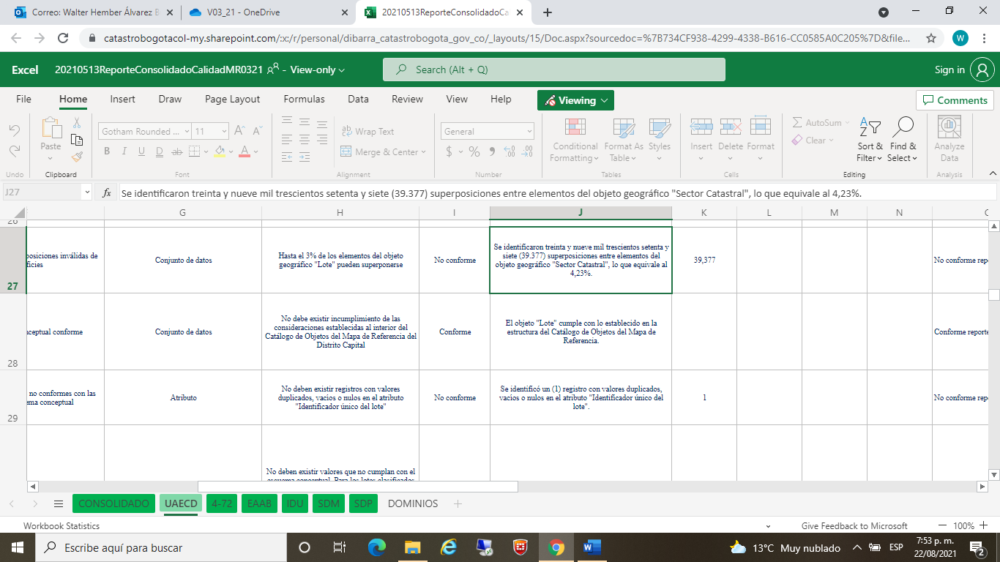 Correo: Walter Hember Álvarez B
V03_21 - OneDrive
20210513ReporteConsolidadoCa
catastrobogotacol-my.sharepoint.com/:x:/r/personal/dibarra_catastrobogota_gov_co/_layouts/15/Doc.aspx?sourcedoc=%7B734CF938-4299-4338-B616-CC0585A0C205%7D&file...
W
Excel 20210513ReporteConsolidadoCalidadMR0321 - View-only
Search (Alt + Q)
Sign in
File Home Insert Draw Page Layout Formulas Data Review View Help Viewing Comments
Paste
Gotham Rounded ... 11
B I U D ab A
Wrap Text
Merge & Center
General
$ % 9 .00 .00
Conditional Formatting
Format As Table
Styles
Insert Delete Format
AutoSum
Clear
Sort & Filter
Find & Select
Analyze Data
Undo Clipboard Font Alignment Number Tables Cells Editing Analysis
J27
fx Se identificaron treinta y nueve mil trescientos setenta y siete (39.377) superposiciones entre elementos del objeto geográfico "Sector Catastral", lo que equivale al 4,23%.
G H I J K L M N
26
27
posiciones inválidas de
ficies
Conjunto de datos
Hasta el 3% de los elementos del objeto
geográfico "Lote" pueden superponerse
No conforme
Se identificaron treinta y nueve mil trescientos setenta y
siete (39.377) superposiciones entre elementos del
objeto geográfico "Sector Catastral", lo que equivale al
4,23%.
39,377
No conforme rep
28
nceptual conforme
Conjunto de datos
No debe existir incumplimiento de las
consideraciones establecidas al interior del
Catálogo de Objetos del Mapa de Referencia del
Distrito Capital
Conforme
El objeto "Lote" cumple con lo establecido en la
estructura del Catálogo de Objetos del Mapa de
Referencia.
Conforme reporte
29
no conformes con las
ema conceptual
Atributo
No deben existir registros con valores
duplicados, vacíos o nulos en el atributo
"Identificador único del lote"
No conforme
Se identificó un (1) registro con valores duplicados,
vacíos o nulos en el atributo "Identificador único del
lote".
1
No conforme rep
No deben existir valores que no cumplan con el
esquema conceptual. Para los lotes clasificados
CONSOLIDADO UAECD 4-72 EAAB IDU SDM SDP DOMINIOS
Workbook Statistics
Give Feedback to Microsoft 100%
Escribe aquí para buscar
13°C Muy nublado
ESP
7:53 p. m.
22/08/2021
2